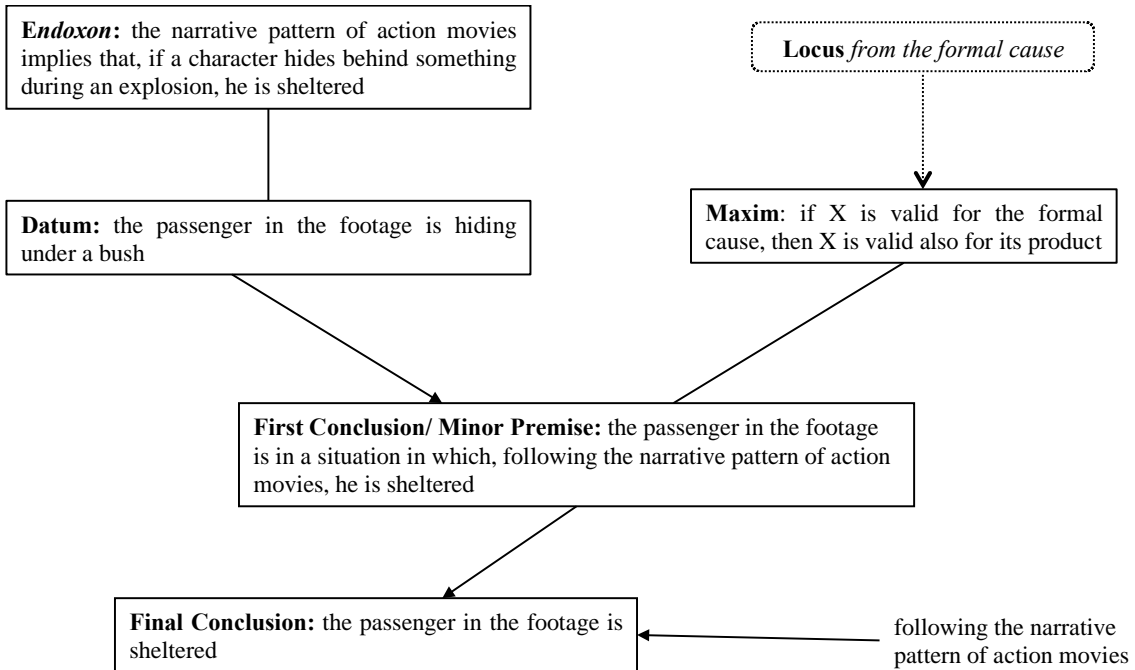 Endoxon: the narrative pattern of action movies
implies that, if a character hides behind something
during an explosion, he is sheltered
Locus from the formal cause
Datum: the passenger in the footage is hiding
under a bush
Maxim: if X is valid for the formal
cause, then X is valid also for its product
First Conclusion/ Minor Premise: the passenger in the footage
is in a situation in which, following the narrative pattern of action
movies, he is sheltered
Final Conclusion: the passenger in the footage is
sheltered
following the narrative
pattern of action movies